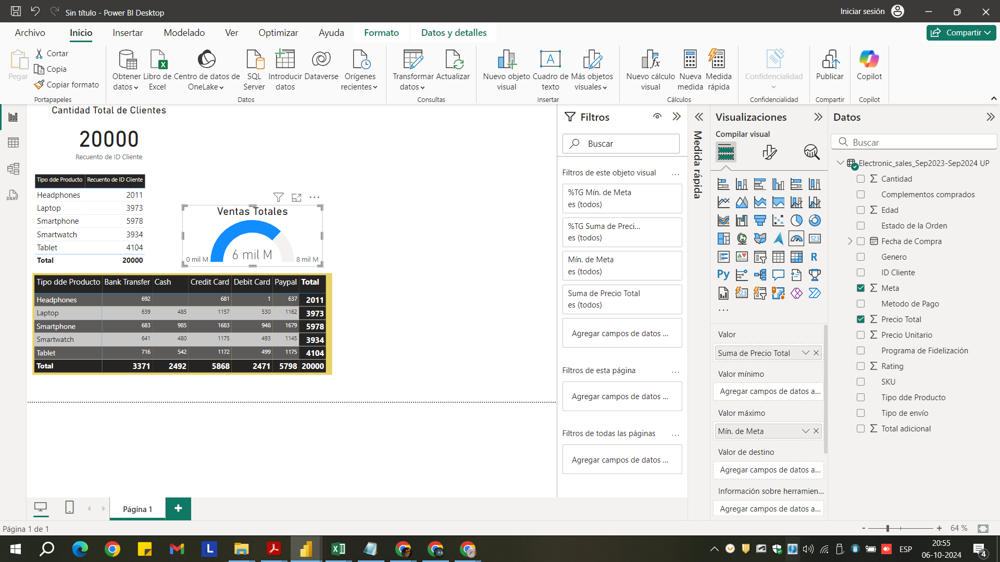 Sin título - Power BI Desktop
Iniciar sesión
Archivo Inicio Insertar Modelado Ver Optimizar Ayuda Formato Datos y detalles
Compartir
Pegar
Cortar
Copia
Copiar formato
Portapapeles
Obtener datos
Libro de Excel
Centro de datos de OneLake
SQL Server
Introducir datos
Dataverse
Orígenes recientes
Datos
Transformar datos
Actualizar
Consultas
Nuevo objeto visual
Cuadro de texto
Más objetos visuales
Insertar
Nuevo cálculo visual
Nueva medida
Medida rápida
Cálculos
Confidencialidad
Confidencialidad
Publicar
Compartir
Copilot
Copilot
Cantidad Total de Clientes
20000
Recuento de ID Cliente
Tipo dde Producto Recuento de ID Cliente
Headphones 2011
Laptop 3973
Smartphone 5978
Smartwatch 3934
Tablet 4104
Total 20000
Ventas Totales
0 mil M 6 mil M 8 mil M
Tipo dde Producto Bank Transfer Cash Credit Card Debit Card Paypal Total
Headphones 692 681 1 637 2011
Laptop 639 485 1157 530 1162 3973
Smartphone 683 985 1683 948 1679 5978
Smartwatch 641 480 1175 493 1145 3934
Tablet 716 542 1172 499 1175 4104
Total 3371 2492 5868 2471 5798 20000
Filtros
Buscar
Filtros de este objeto visual ...
%TG Mín. de Meta
es (todos)
%TG Suma de Preci...
es (todos)
Mín. de Meta
es (todos)
Suma de Precio Total
es (todos)
Agregar campos de datos ...
Filtros de esta página ...
Agregar campos de datos ...
Filtros de todas las páginas ...
Agregar campos de datos ...
Medida rápida
Visualizaciones
Compilar visual
123
R
Py
123
...
Valor
Suma de Precio Total
Valor mínimo
Agregar campos de datos a...
Valor máximo
Mín. de Meta
Valor de destino
Agregar campos de datos a...
Información sobre herramien...
Agregar campos de datos a...
Datos
Buscar
Electronic_sales_Sep2023-Sep2024 UP
Cantidad
Complementos comprados
Edad
Estado de la Orden
Fecha de Compra
Genero
ID Cliente
Meta
Metodo de Pago
Precio Total
Precio Unitario
Programa de Fidelización
Rating
SKU
Tipo dde Producto
Tipo de envío
Total adicional
DAX
Página 1 +
Página 1 de 1
- + 64 %
L
ESP
20:55
06-10-2024
4